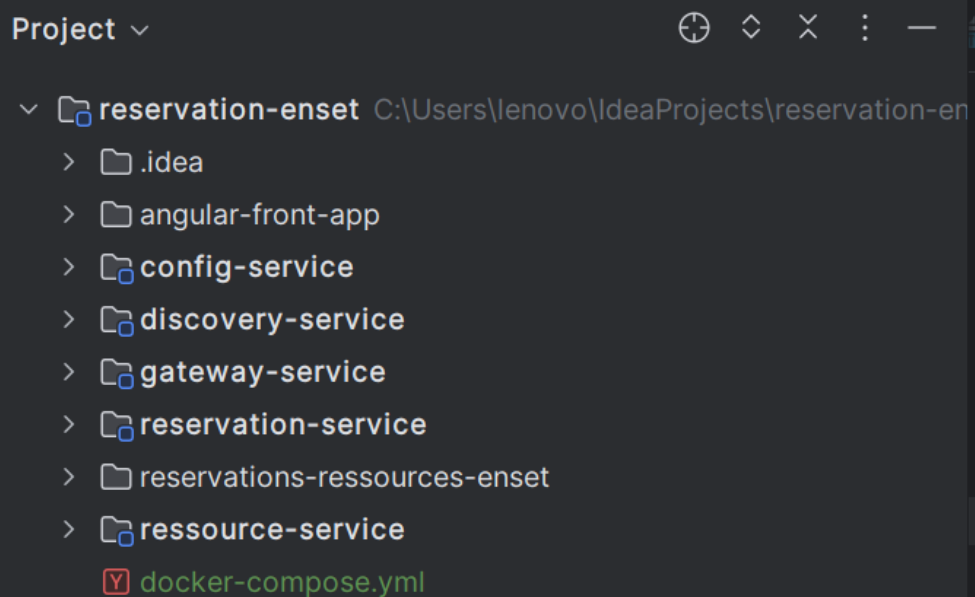 Project
reservation-enset C:\Users\lenovo\IdeaProjects\reservation-en
.idea
angular-front-app
config-service
discovery-service
gateway-service
reservation-service
reservations-ressources-enset
ressource-service
Y docker-compose.yml